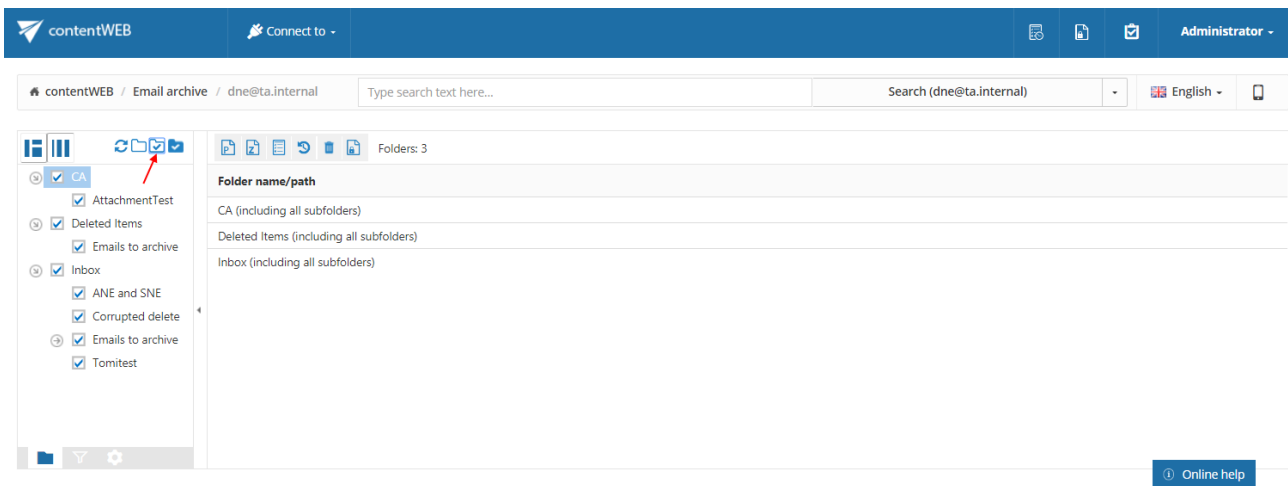 contentWEB Connect to Administrator
contentWEB / Email archive / dne@ta.internal Type search text here... Search (dne@ta.internal) English
P Z Folders: 3
CA
Folder name/path
AttachmentTest
CA (including all subfolders)
Deleted Items
Deleted Items (including all subfolders)
Emails to archive
Inbox (including all subfolders)
Inbox
ANE and SNE
Corrupted delete
Emails to archive
Tomitest
Online help